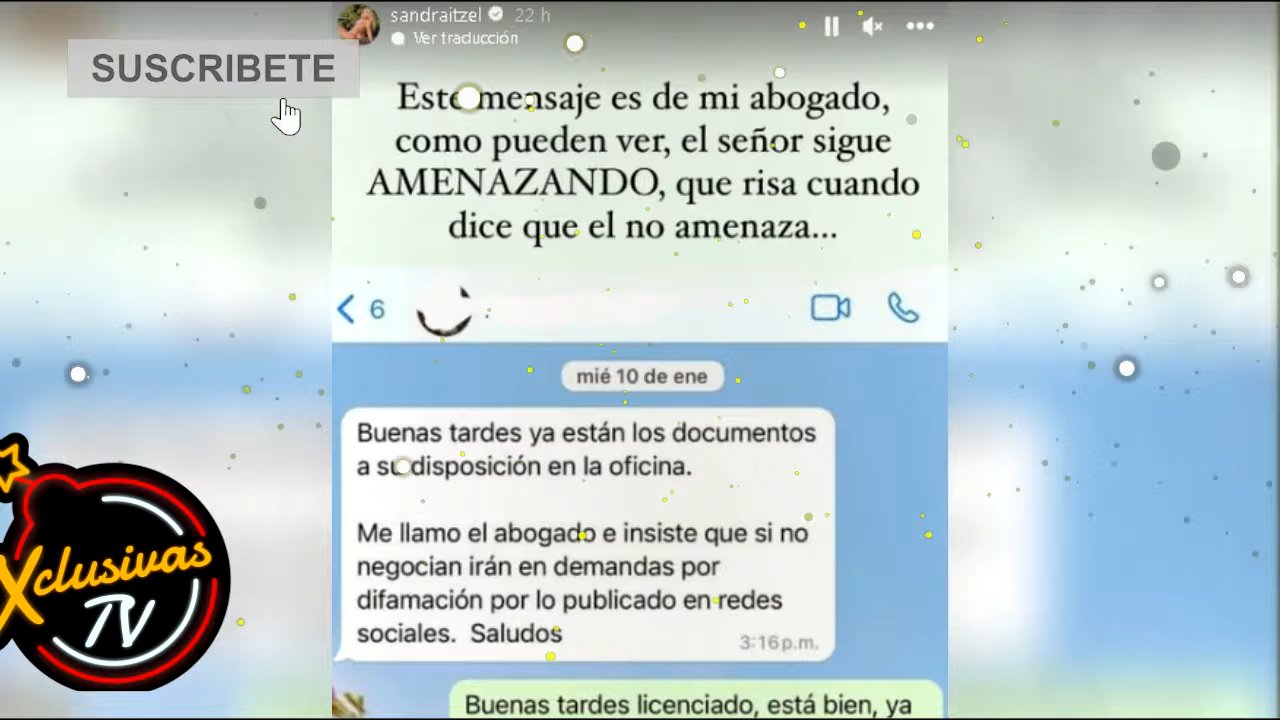 sandraitzel 22 h
Ver traducción
SUSCRIBETE
Este mensaje es de mi abogado,
como pueden ver, el señor sigue
AMENAZANDO, que risa cuando
dice que el no amenaza...
6
mié 10 de ene
Buenas tardes ya están los documentos
a su disposición en la oficina.
Me llamo el abogado e insiste que si no
negocian irán en demandas por
difamación por lo publicado en redes
sociales. Saludos
3:16 p.m.
Buenas tardes licenciado, está bien, ya
Xclusivas
TV